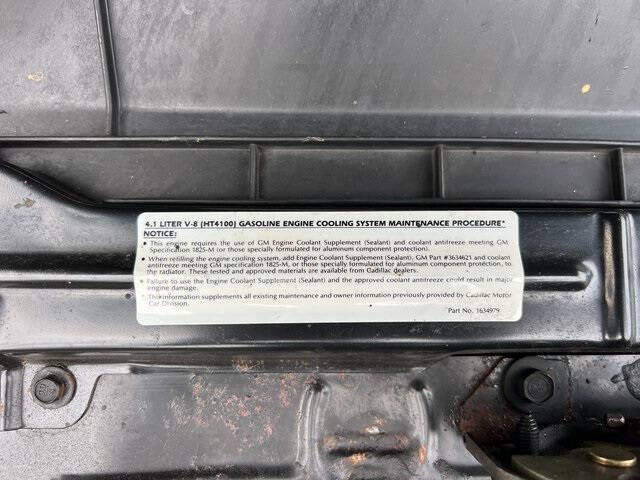 4.1 LITER V-8 (HT4100) GASOLINE ENGINE COOLING SYSTEM MAINTENANCE PROCEDURE*
NOTICE:
• This engine requires the use of GM Engine Coolant Supplement (Sealant) and coolant antifreeze meeting GM
Specification 1825-M (or those specially formulated for aluminum component protection).
• When refilling the engine cooling system, add Engine Coolant Supplement (Sealant), GM Part #3634621 and coolant
antifreeze meeting GM specification 1825-M, or those specially formulated for aluminum component protection, to
the radiator. These tested and approved materials are available from Cadillac dealers.
• Failure to use the Engine Coolant Supplement (Sealant) and the approved coolant antifreeze could result in major
engine damage.
* This information supplements all existing maintenance and owner information previously provided by Cadillac Motor
Car Division.
Part No. 1634979